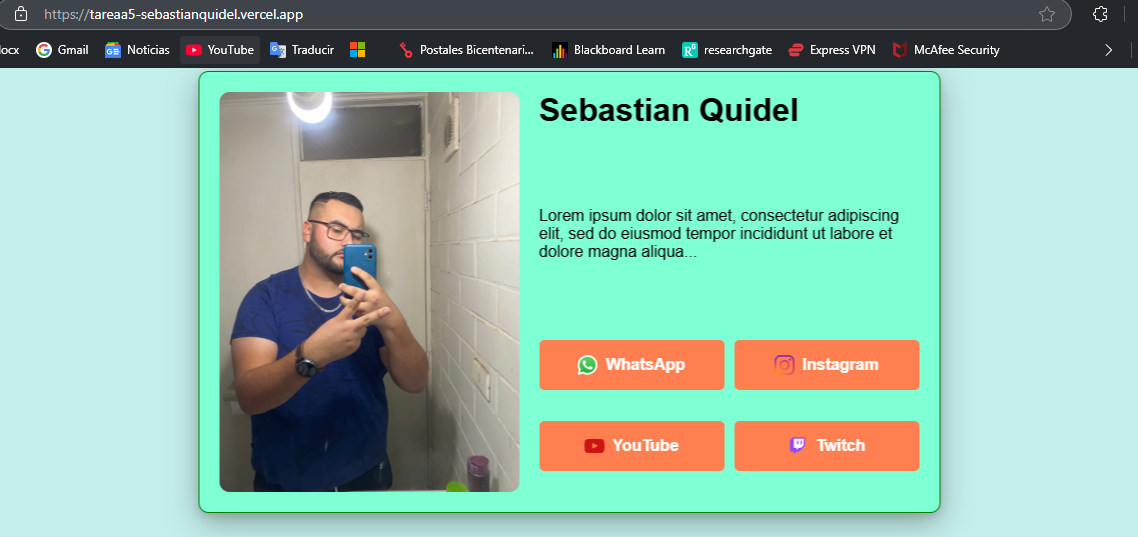 https://tareaa5-sebastianquidel.vercel.app
ocx Gmail Noticias YouTube Traducir Postales Bicentenari... Blackboard Learn researchgate Express VPN McAfee Security
Sebastian Quidel
Lorem ipsum dolor sit amet, consectetur adipiscing
elit, sed do eiusmod tempor incididunt ut labore et
dolore magna aliqua...
WhatsApp Instagram
YouTube Twitch